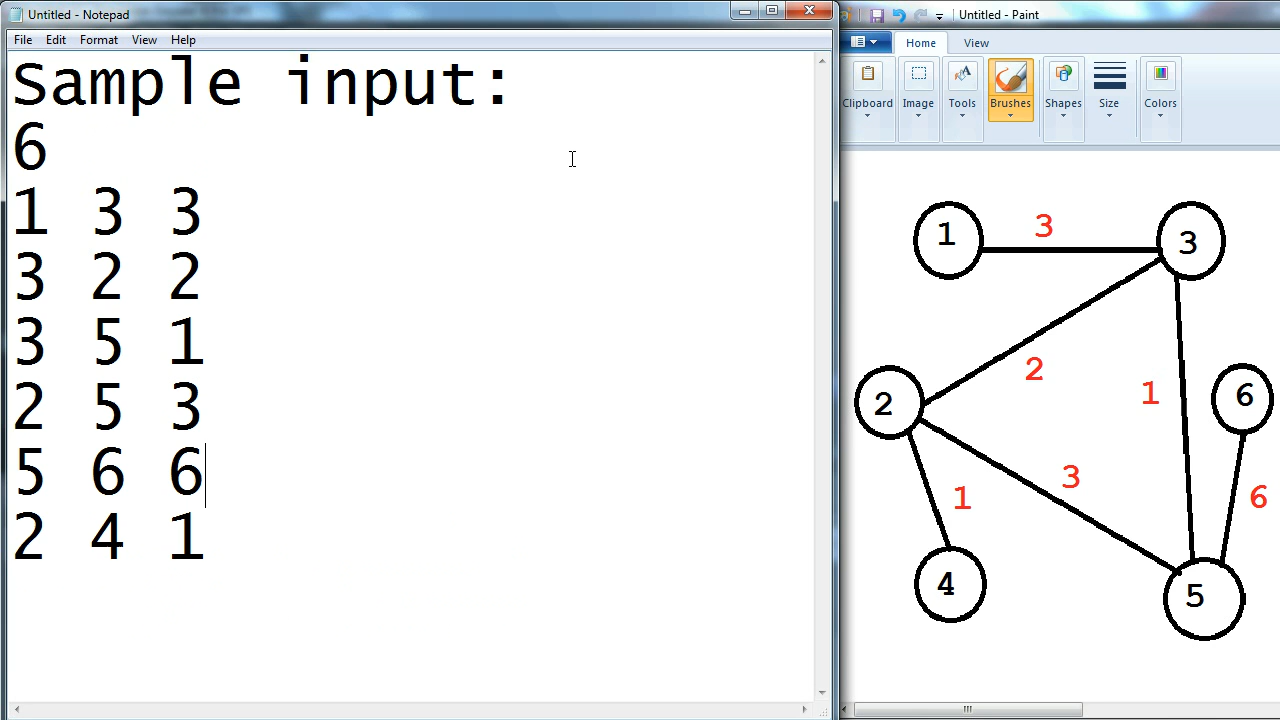 Untitled - Notepad
File Edit Format View Help
Sample input:
6
1 3 3
3 2 2
3 5 1
2 5 3
5 6 6
2 4 1
Untitled - Paint
Home View
Clipboard Image Tools Brushes Shapes Size Colors
1 3 3
2
2 1 6
3
1 6
4 5